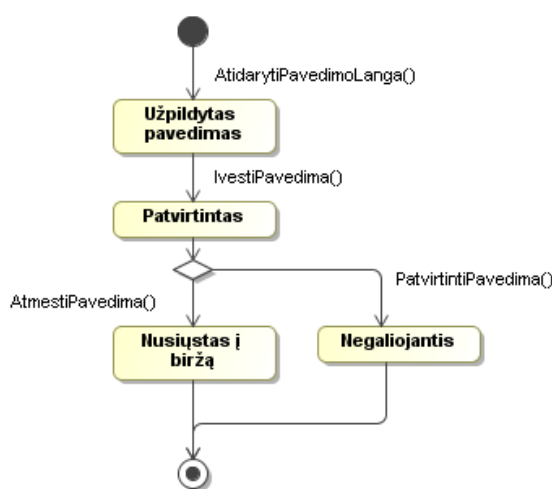 AtidarytiPavedimoLanga()
Užpildytas
pavedimas
IvestiPavedima()
Patvirtintas
AtmestiPavedima()
PatvirtintiPavedima()
Nusiųstas į
biržą
Negaliojantis